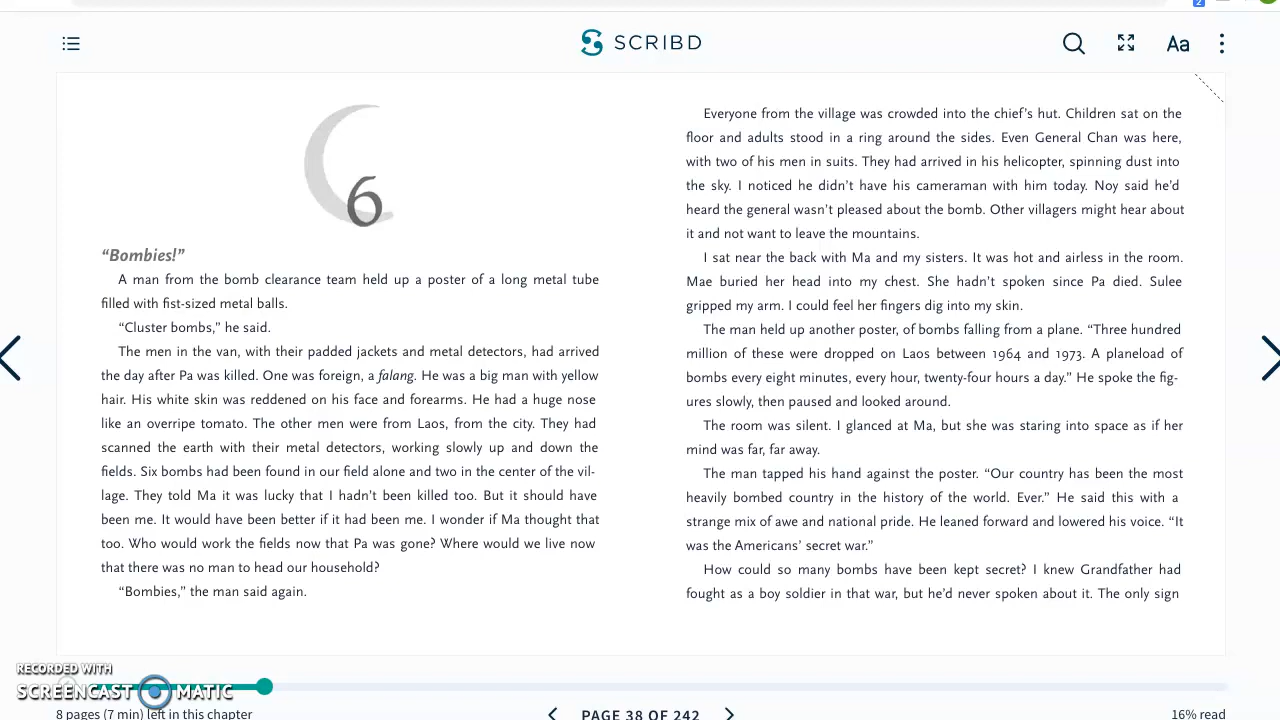 2
SCRIBD
Aa
6
“Bombies!”
A man from the bomb clearance team held up a poster of a long metal tube
filled with fist-sized metal balls.
“Cluster bombs,” he said.
The men in the van, with their padded jackets and metal detectors, had arrived
the day after Pa was killed. One was foreign, a falang. He was a big man with yellow
hair. His white skin was reddened on his face and forearms. He had a huge nose
like an overripe tomato. The other men were from Laos, from the city. They had
scanned the earth with their metal detectors, working slowly up and down the
fields. Six bombs had been found in our field alone and two in the center of the vil-
lage. They told Ma it was lucky that I hadn’t been killed too. But it should have
been me. It would have been better if it had been me. I wonder if Ma thought that
too. Who would work the fields now that Pa was gone? Where would we live now
that there was no man to head our household?
“Bombies,” the man said again.
Everyone from the village was crowded into the chief’s hut. Children sat on the
floor and adults stood in a ring around the sides. Even General Chan was here,
with two of his men in suits. They had arrived in his helicopter, spinning dust into
the sky. I noticed he didn’t have his cameraman with him today. Noy said he’d
heard the general wasn’t pleased about the bomb. Other villagers might hear about
it and not want to leave the mountains.
I sat near the back with Ma and my sisters. It was hot and airless in the room.
Mae buried her head into my chest. She hadn’t spoken since Pa died. Sulee
gripped my arm. I could feel her fingers dig into my skin.
The man held up another poster, of bombs falling from a plane. “Three hundred
million of these were dropped on Laos between 1964 and 1973. A planeload of
bombs every eight minutes, every hour, twenty-four hours a day.” He spoke the fig-
ures slowly, then paused and looked around.
The room was silent. I glanced at Ma, but she was staring into space as if her
mind was far, far away.
The man tapped his hand against the poster. “Our country has been the most
heavily bombed country in the history of the world. Ever.” He said this with a
strange mix of awe and national pride. He leaned forward and lowered his voice. “It
was the Americans’ secret war.”
How could so many bombs have been kept secret? I knew Grandfather had
fought as a boy soldier in that war, but he’d never spoken about it. The only sign
RECORDED WITH
SCREENCAST MATIC
8 pages (7 min) left in this chapter
PAGE 38 OF 242
16% read